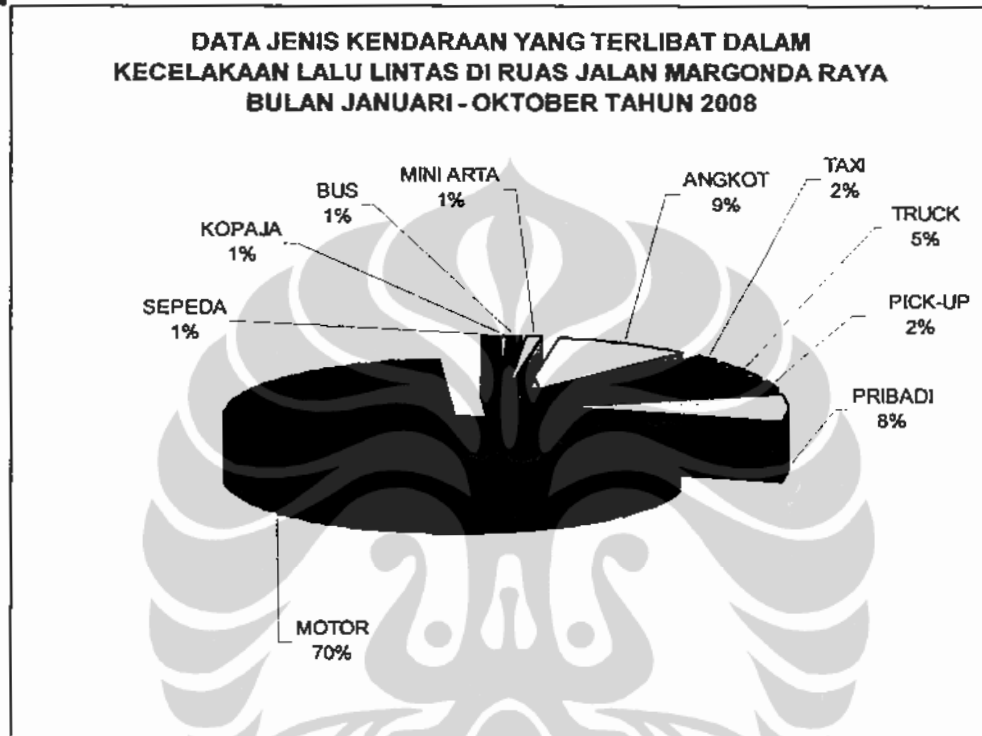 DATA JENIS KENDARAAN YANG TERLIBAT DALAM
KECELAKAAN LALU LINTAS DI RUAS JALAN MARGONDA RAYA
BULAN JANUARI - OKTOBER TAHUN 2008
MINI ARTA
1%
ANGKOT
9%
TAXI
2%
BUS
1%
TRUCK
5%
KOPAJA
1%
PICK-UP
2%
SEPEDA
1%
PRIBADI
8%
MOTOR
70%